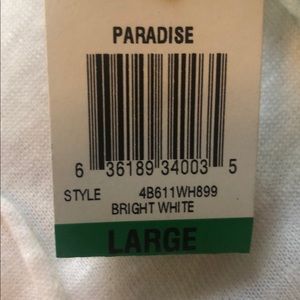 PARADISE
6 36189 34003 5
STYLE 4B611WH899
BRIGHT WHITE
LARGE